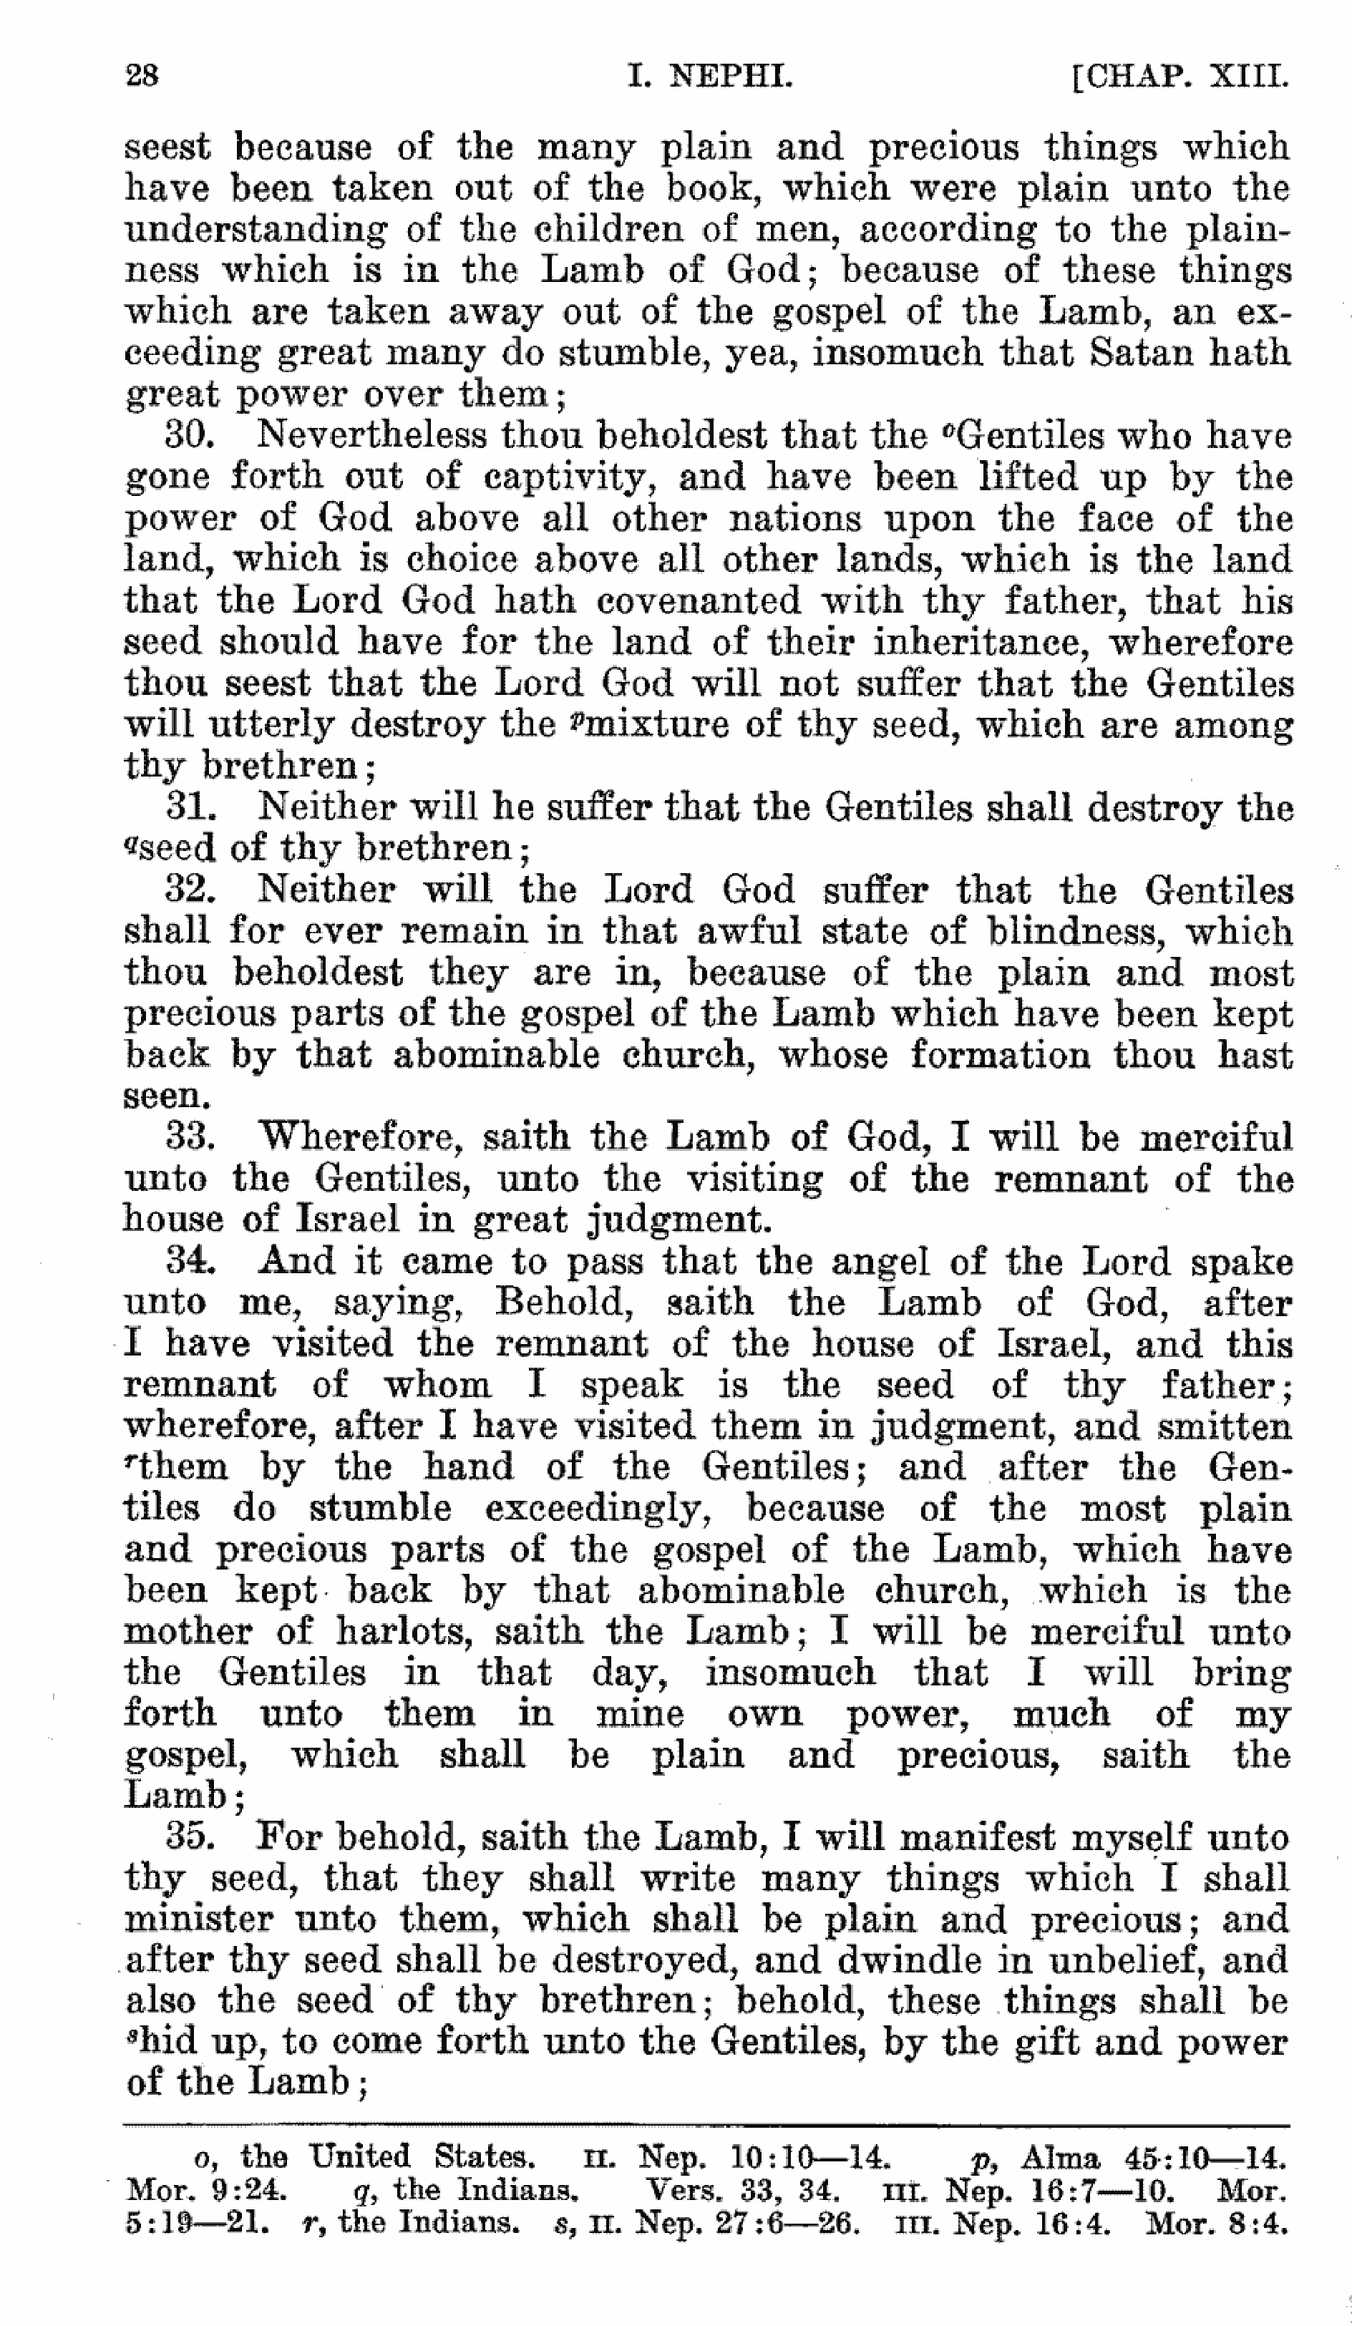 28 I. NEPHI. [CHAP. XIII.
seest because of the many plain and precious things which
have been taken out of the book, which were plain unto the
understanding of the children of men, according to the plain-
ness which is in the Lamb of God; because of these things
which are taken away out of the gospel of the Lamb, an ex-
ceeding great many do stumble, yea, insomuch that Satan hath
great power over them;
30. Nevertheless thou beholdest that the oGentiles who have
gone forth out of captivity, and have been lifted up by the
power of God above all other nations upon the face of the
land, which is choice above all other lands, which is the land
that the Lord God hath covenanted with thy father, that his
seed should have for the land of their inheritance, wherefore
thou seest that the Lord God will not suffer that the Gentiles
will utterly destroy the pmixture of thy seed, which are among
thy brethren;
31. Neither will he suffer that the Gentiles shall destroy the
qseed of thy brethren;
32. Neither will the Lord God suffer that the Gentiles
shall for ever remain in that awful state of blindness, which
thou beholdest they are in, because of the plain and most
precious parts of the gospel of the Lamb which have been kept
back by that abominable church, whose formation thou hast
seen.
33. Wherefore, saith the Lamb of God, I will be merciful
unto the Gentiles, unto the visiting of the remnant of the
house of Israel in great judgment.
34. And it came to pass that the angel of the Lord spake
unto me, saying, Behold, saith the Lamb of God, after
I have visited the remnant of the house of Israel, and this
remnant of whom I speak is the seed of thy father;
wherefore, after I have visited them in judgment, and smitten
rthem by the hand of the Gentiles; and after the Gen-
tiles do stumble exceedingly, because of the most plain
and precious parts of the gospel of the Lamb, which have
been kept back by that abominable church, which is the
mother of harlots, saith the Lamb; I will be merciful unto
the Gentiles in that day, insomuch that I will bring
forth unto them in mine own power, much of my
gospel, which shall be plain and precious, saith the
Lamb;
35. For behold, saith the Lamb, I will manifest myself unto
thy seed, that they shall write many things which I shall
minister unto them, which shall be plain and precious; and
after thy seed shall be destroyed, and dwindle in unbelief, and
also the seed of thy brethren; behold, these things shall be
shid up, to come forth unto the Gentiles, by the gift and power
of the Lamb;
o, the United States. II. Nep. 10:10—14. p, Alma 45:10—14.
Mor. 9:24. q, the Indians. Vers. 33, 34. III. Nep. 16:7—10. Mor.
5:19—21. r, the Indians. s, II. Nep. 27:6—26. III. Nep. 16:4. Mor. 8:4.